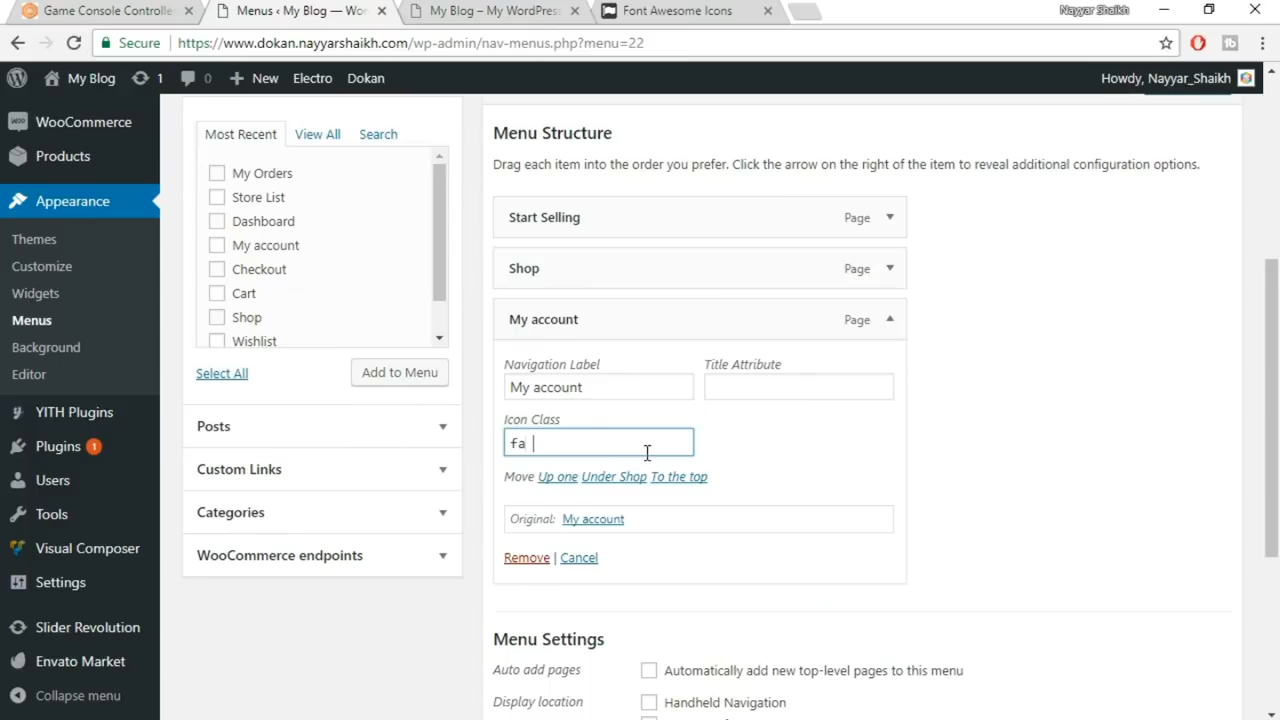 Game Console Controlle
Menus ‹ My Blog — Wo
My Blog – My WordPres
Font Awesome Icons
Nayyar Shaikh
Secure
https://www.dokan.nayyarshaikh.com/wp-admin/nav-menus.php?menu=22
My Blog
1
0
New
Electro
Dokan
Howdy, Nayyar_Shaikh
WooCommerce
Products
Appearance
Themes
Customize
Widgets
Menus
Background
Editor
YITH Plugins
Plugins 1
Users
Tools
Visual Composer
Settings
Slider Revolution
Envato Market
Collapse menu
Most Recent
View All
Search
My Orders
Store List
Dashboard
My account
Checkout
Cart
Shop
Wishlist
Select All
Add to Menu
Posts
Custom Links
Categories
WooCommerce endpoints
Menu Structure
Drag each item into the order you prefer. Click the arrow on the right of the item to reveal additional configuration options.
Start Selling
Page
Shop
Page
My account
Page
Navigation Label
Title Attribute
My account
Icon Class
fa
Move Up one Under Shop To the top
Original: My account
Remove | Cancel
Menu Settings
Auto add pages
Automatically add new top-level pages to this menu
Display location
Handheld Navigation